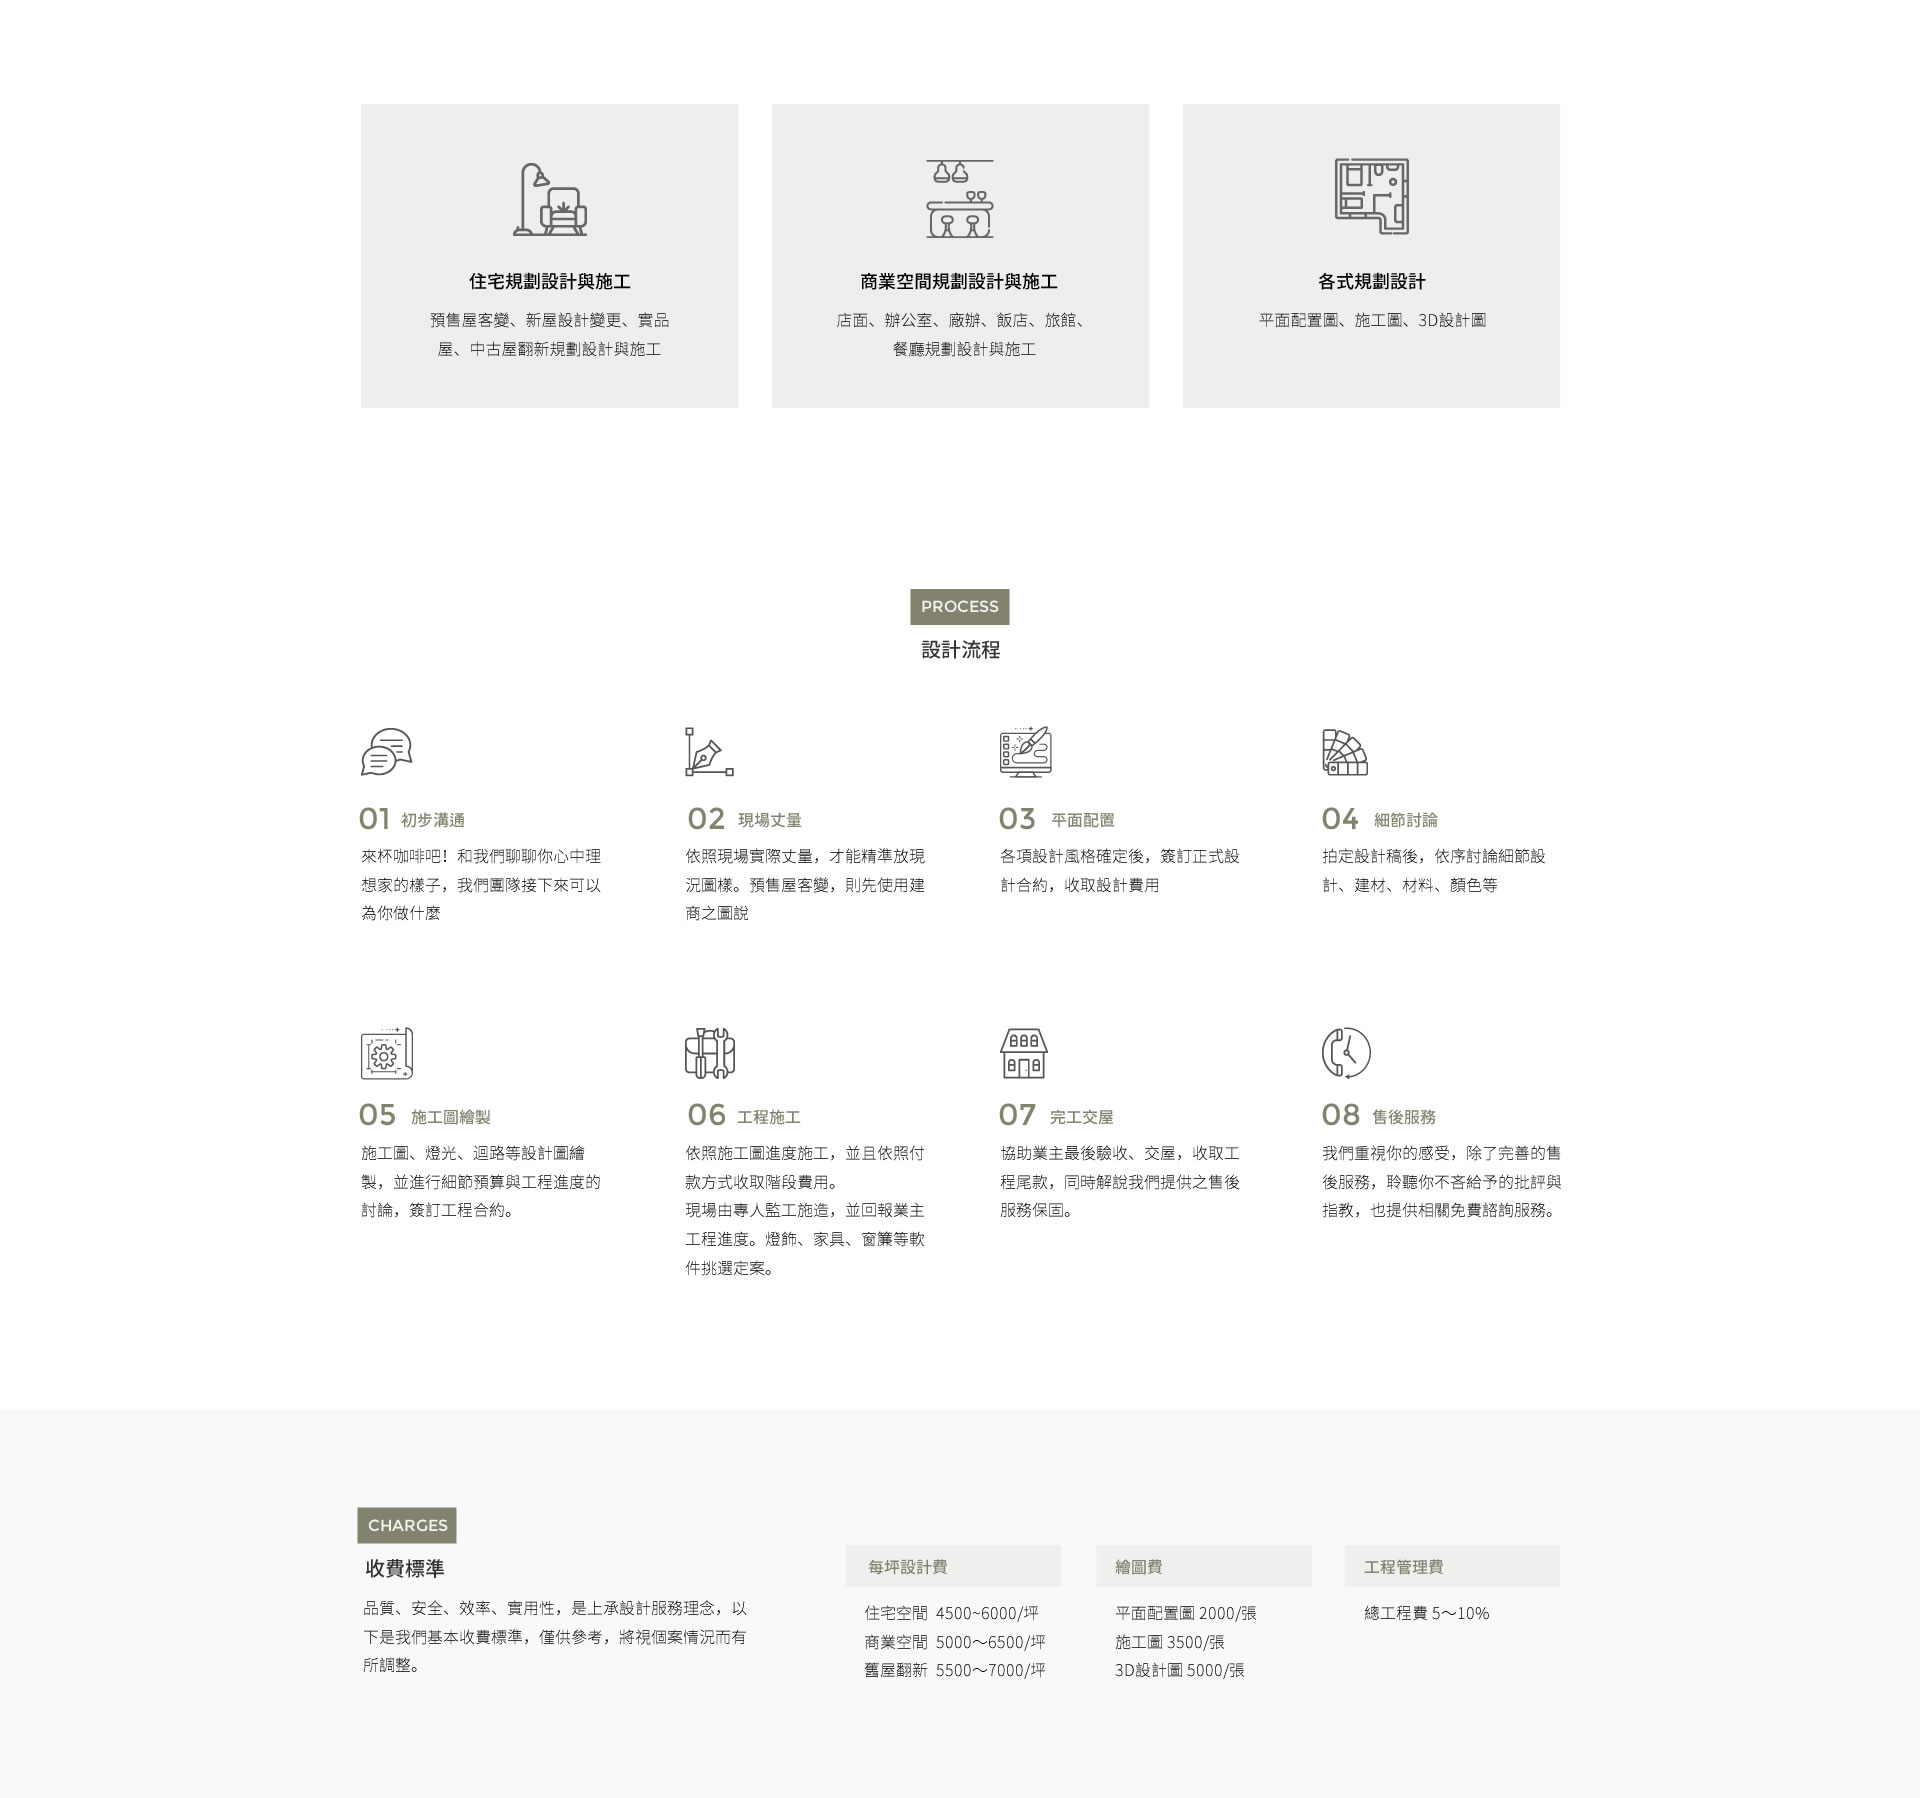 住宅規劃設計與施工
預售屋客變、新屋設計變更、實品
屋、中古屋翻新規劃設計與施工
商業空間規劃設計與施工
店面、辦公室、廠辦、飯店、旅館、
餐廳規劃設計與施工
各式規劃設計
平面配置圖、施工圖、3D設計圖
PROCESS
設計流程
01 初步溝通
來杯咖啡吧！和我們聊聊你心中理
想家的樣子，我們團隊接下來可以
為你做什麼
02 現場丈量
依照現場實際丈量，才能精準放現
況圖樣。預售屋客變，則先使用建
商之圖說
03 平面配置
各項設計風格確定後，簽訂正式設
計合約，收取設計費用
04 細節討論
拍定設計稿後，依序討論細節設
計、建材、材料、顏色等
05 施工圖繪製
施工圖、燈光、迴路等設計圖繪
製，並進行細節預算與工程進度的
討論，簽訂工程合約。
06 工程施工
依照施工圖進度施工，並且依照付
款方式收取階段費用。
現場由專人監工施造，並回報業主
工程進度。燈飾、家具、窗簾等軟
件挑選定案。
07 完工交屋
協助業主最後驗收、交屋，收取工
程尾款，同時解說我們提供之售後
服務保固。
08 售後服務
我們重視你的感受，除了完善的售
後服務，聆聽你不吝給予的批評與
指教，也提供相關免費諮詢服務。
CHARGES
收費標準
品質、安全、效率、實用性，是上承設計服務理念，以
下是我們基本收費標準，僅供參考，將視個案情況而有
所調整。
每坪設計費
住宅空間 4500~6000/坪
商業空間 5000～6500/坪
舊屋翻新 5500～7000/坪
繪圖費
平面配置圖 2000/張
施工圖 3500/張
3D設計圖 5000/張
工程管理費
總工程費 5～10%